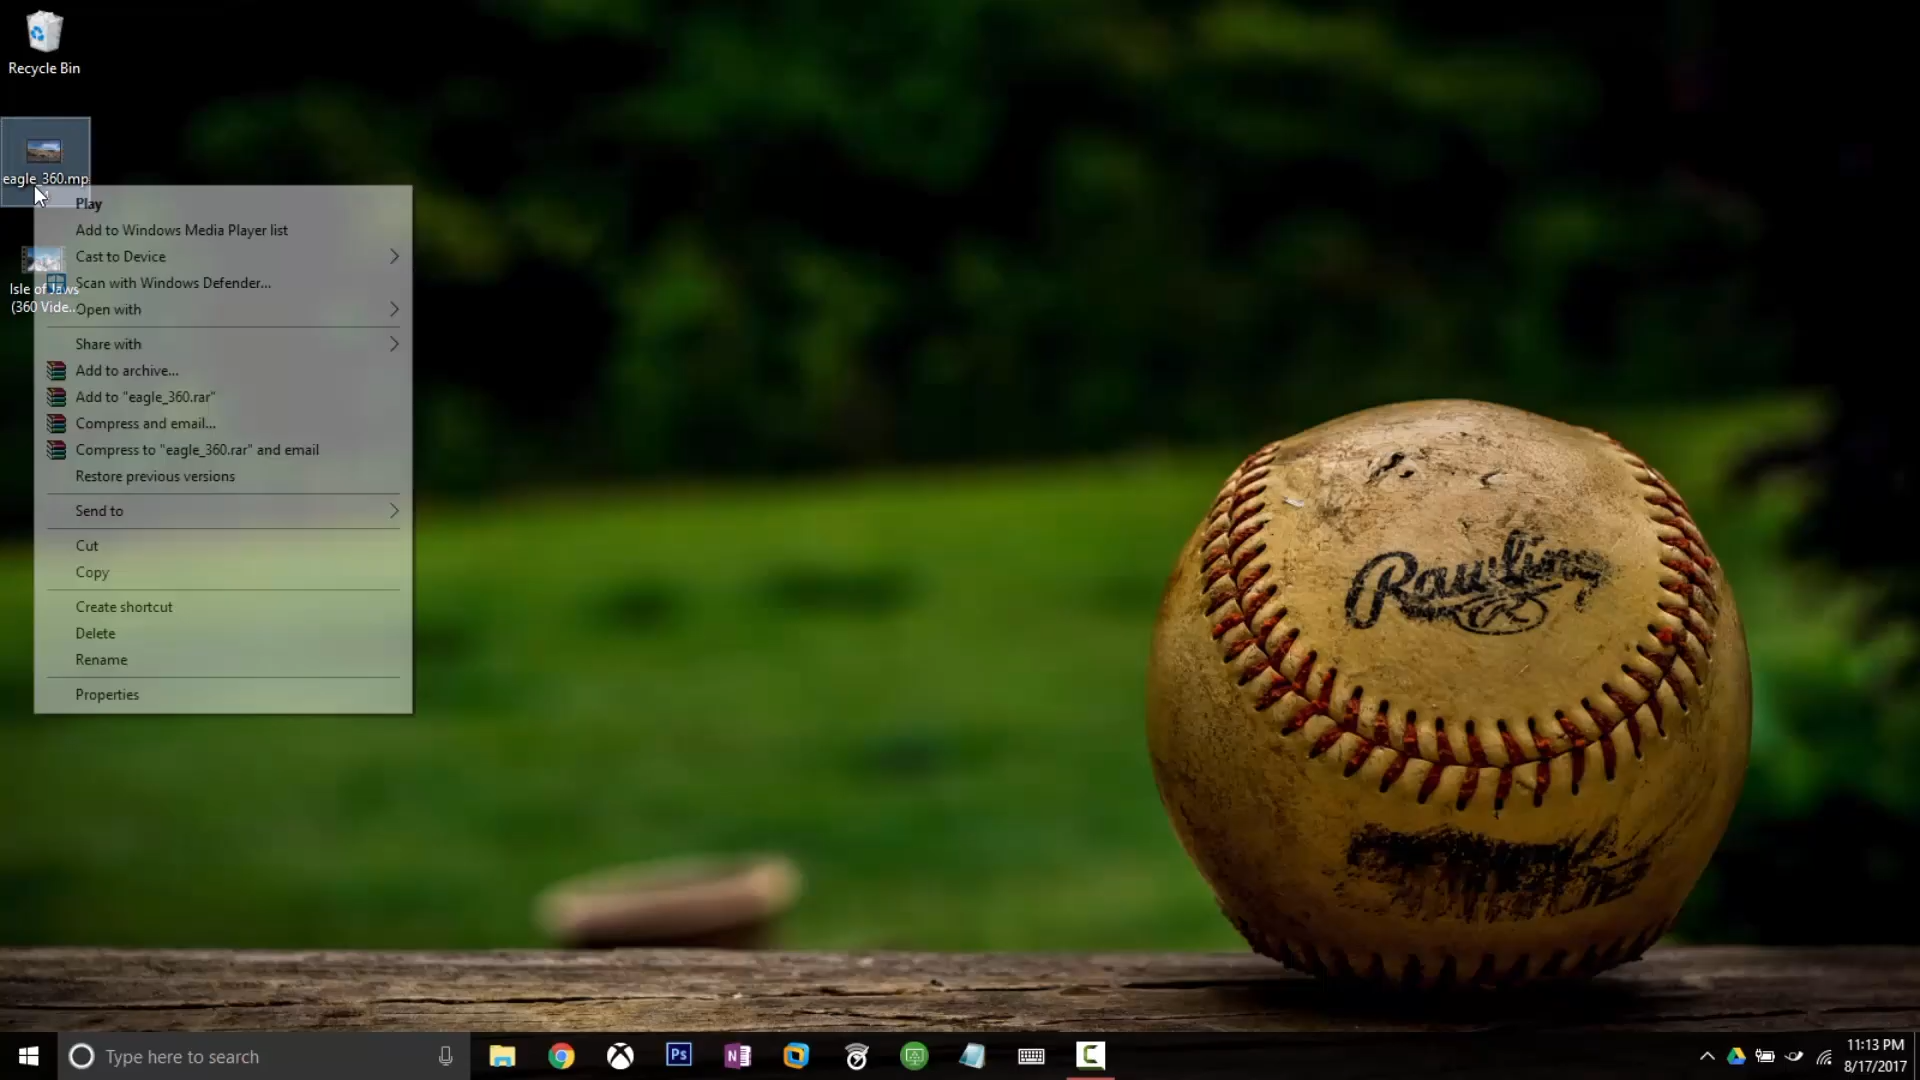 Recycle Bin
eagle_360.mp
Isle of Jaws
(360 Vide...
Play
Add to Windows Media Player list
Cast to Device
Scan with Windows Defender...
Open with
Share with
Add to archive...
Add to "eagle_360.rar"
Compress and email...
Compress to "eagle_360.rar" and email
Restore previous versions
Send to
Cut
Copy
Create shortcut
Delete
Rename
Properties
Rawlings
Type here to search
Ps
N
11:13 PM
8/17/2017